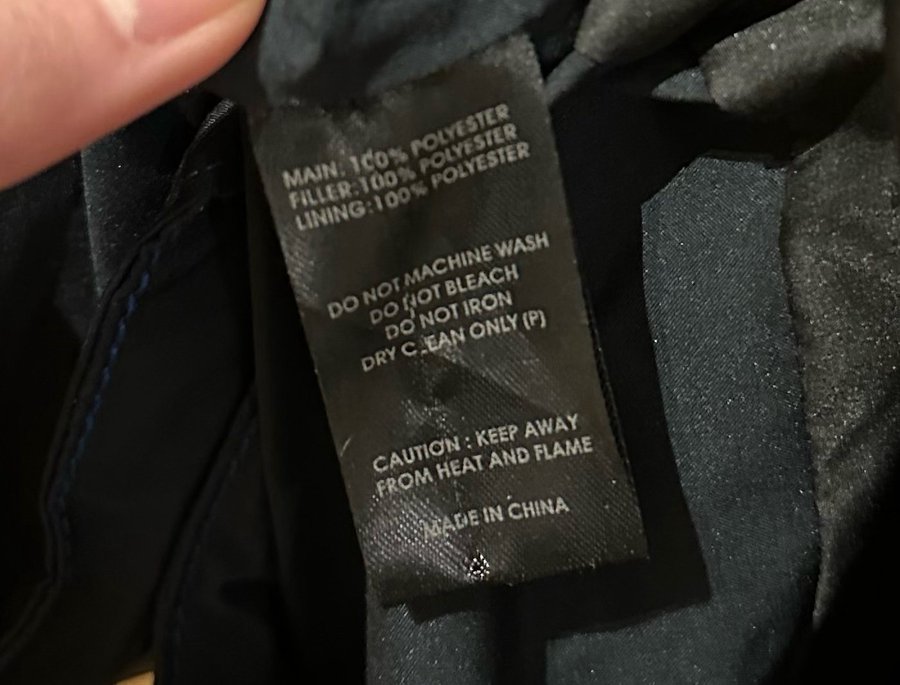 MAIN: 100% POLYESTER
FILLER:100% POLYESTER
LINING:100% POLYESTER
DO NOT MACHINE WASH
DO NOT BLEACH
DO NOT IRON
DRY CLEAN ONLY (P)
CAUTION : KEEP AWAY
FROM HEAT AND FLAME
MADE IN CHINA